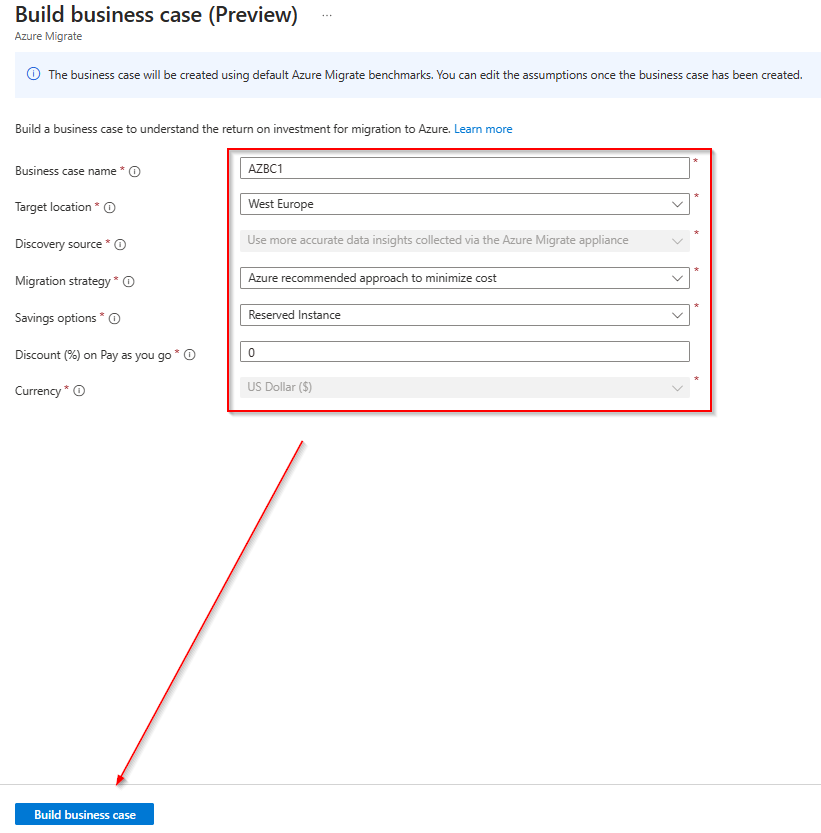 Build business case (Preview) ...
Azure Migrate
The business case will be created using default Azure Migrate benchmarks. You can edit the assumptions once the business case has been created.
Build a business case to understand the return on investment for migration to Azure. Learn more
Business case name * AZBC1 *
Target location * West Europe *
Discovery source * Use more accurate data insights collected via the Azure Migrate appliance *
Migration strategy * Azure recommended approach to minimize cost *
Savings options * Reserved Instance *
Discount (%) on Pay as you go * 0
Currency * US Dollar ($) *
Build business case